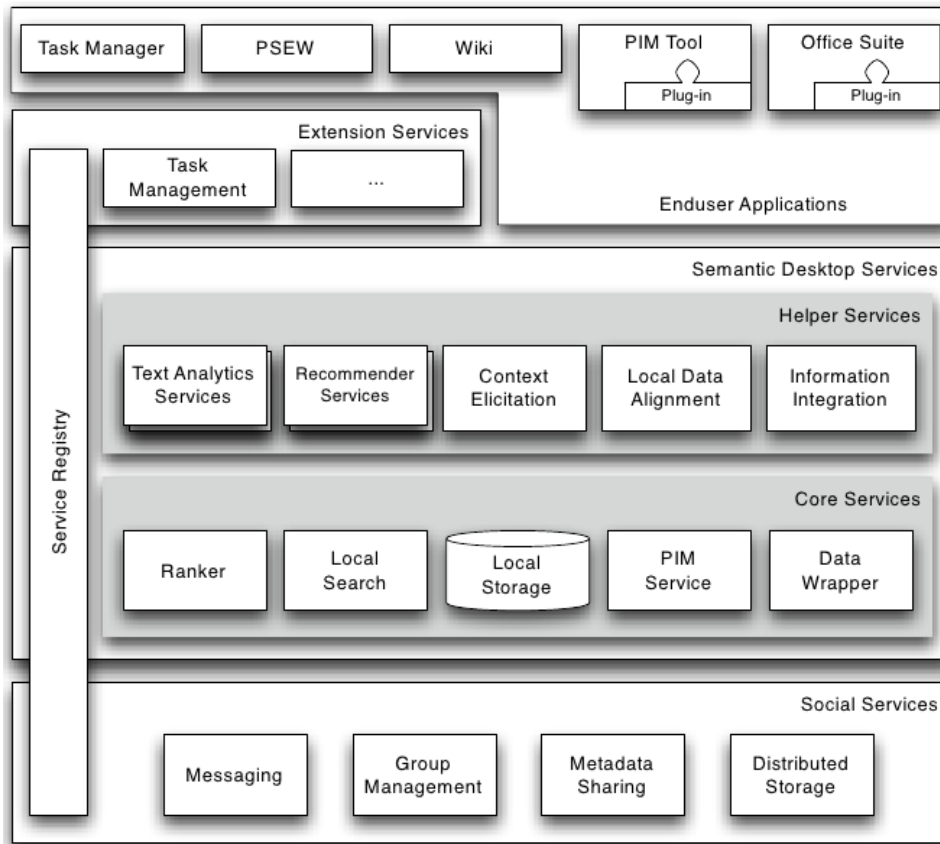 Task Manager
PSEW
Wiki
PIM Tool
Plug-in
Office Suite
Plug-in
Extension Services
Task
Management
...
Enduser Applications
Service Registry
Semantic Desktop Services
Helper Services
Text Analytics
Services
Recommender
Services
Context
Elicitation
Local Data
Alignment
Information
Integration
Core Services
Ranker
Local
Search
Local
Storage
PIM
Service
Data
Wrapper
Social Services
Messaging
Group
Management
Metadata
Sharing
Distributed
Storage